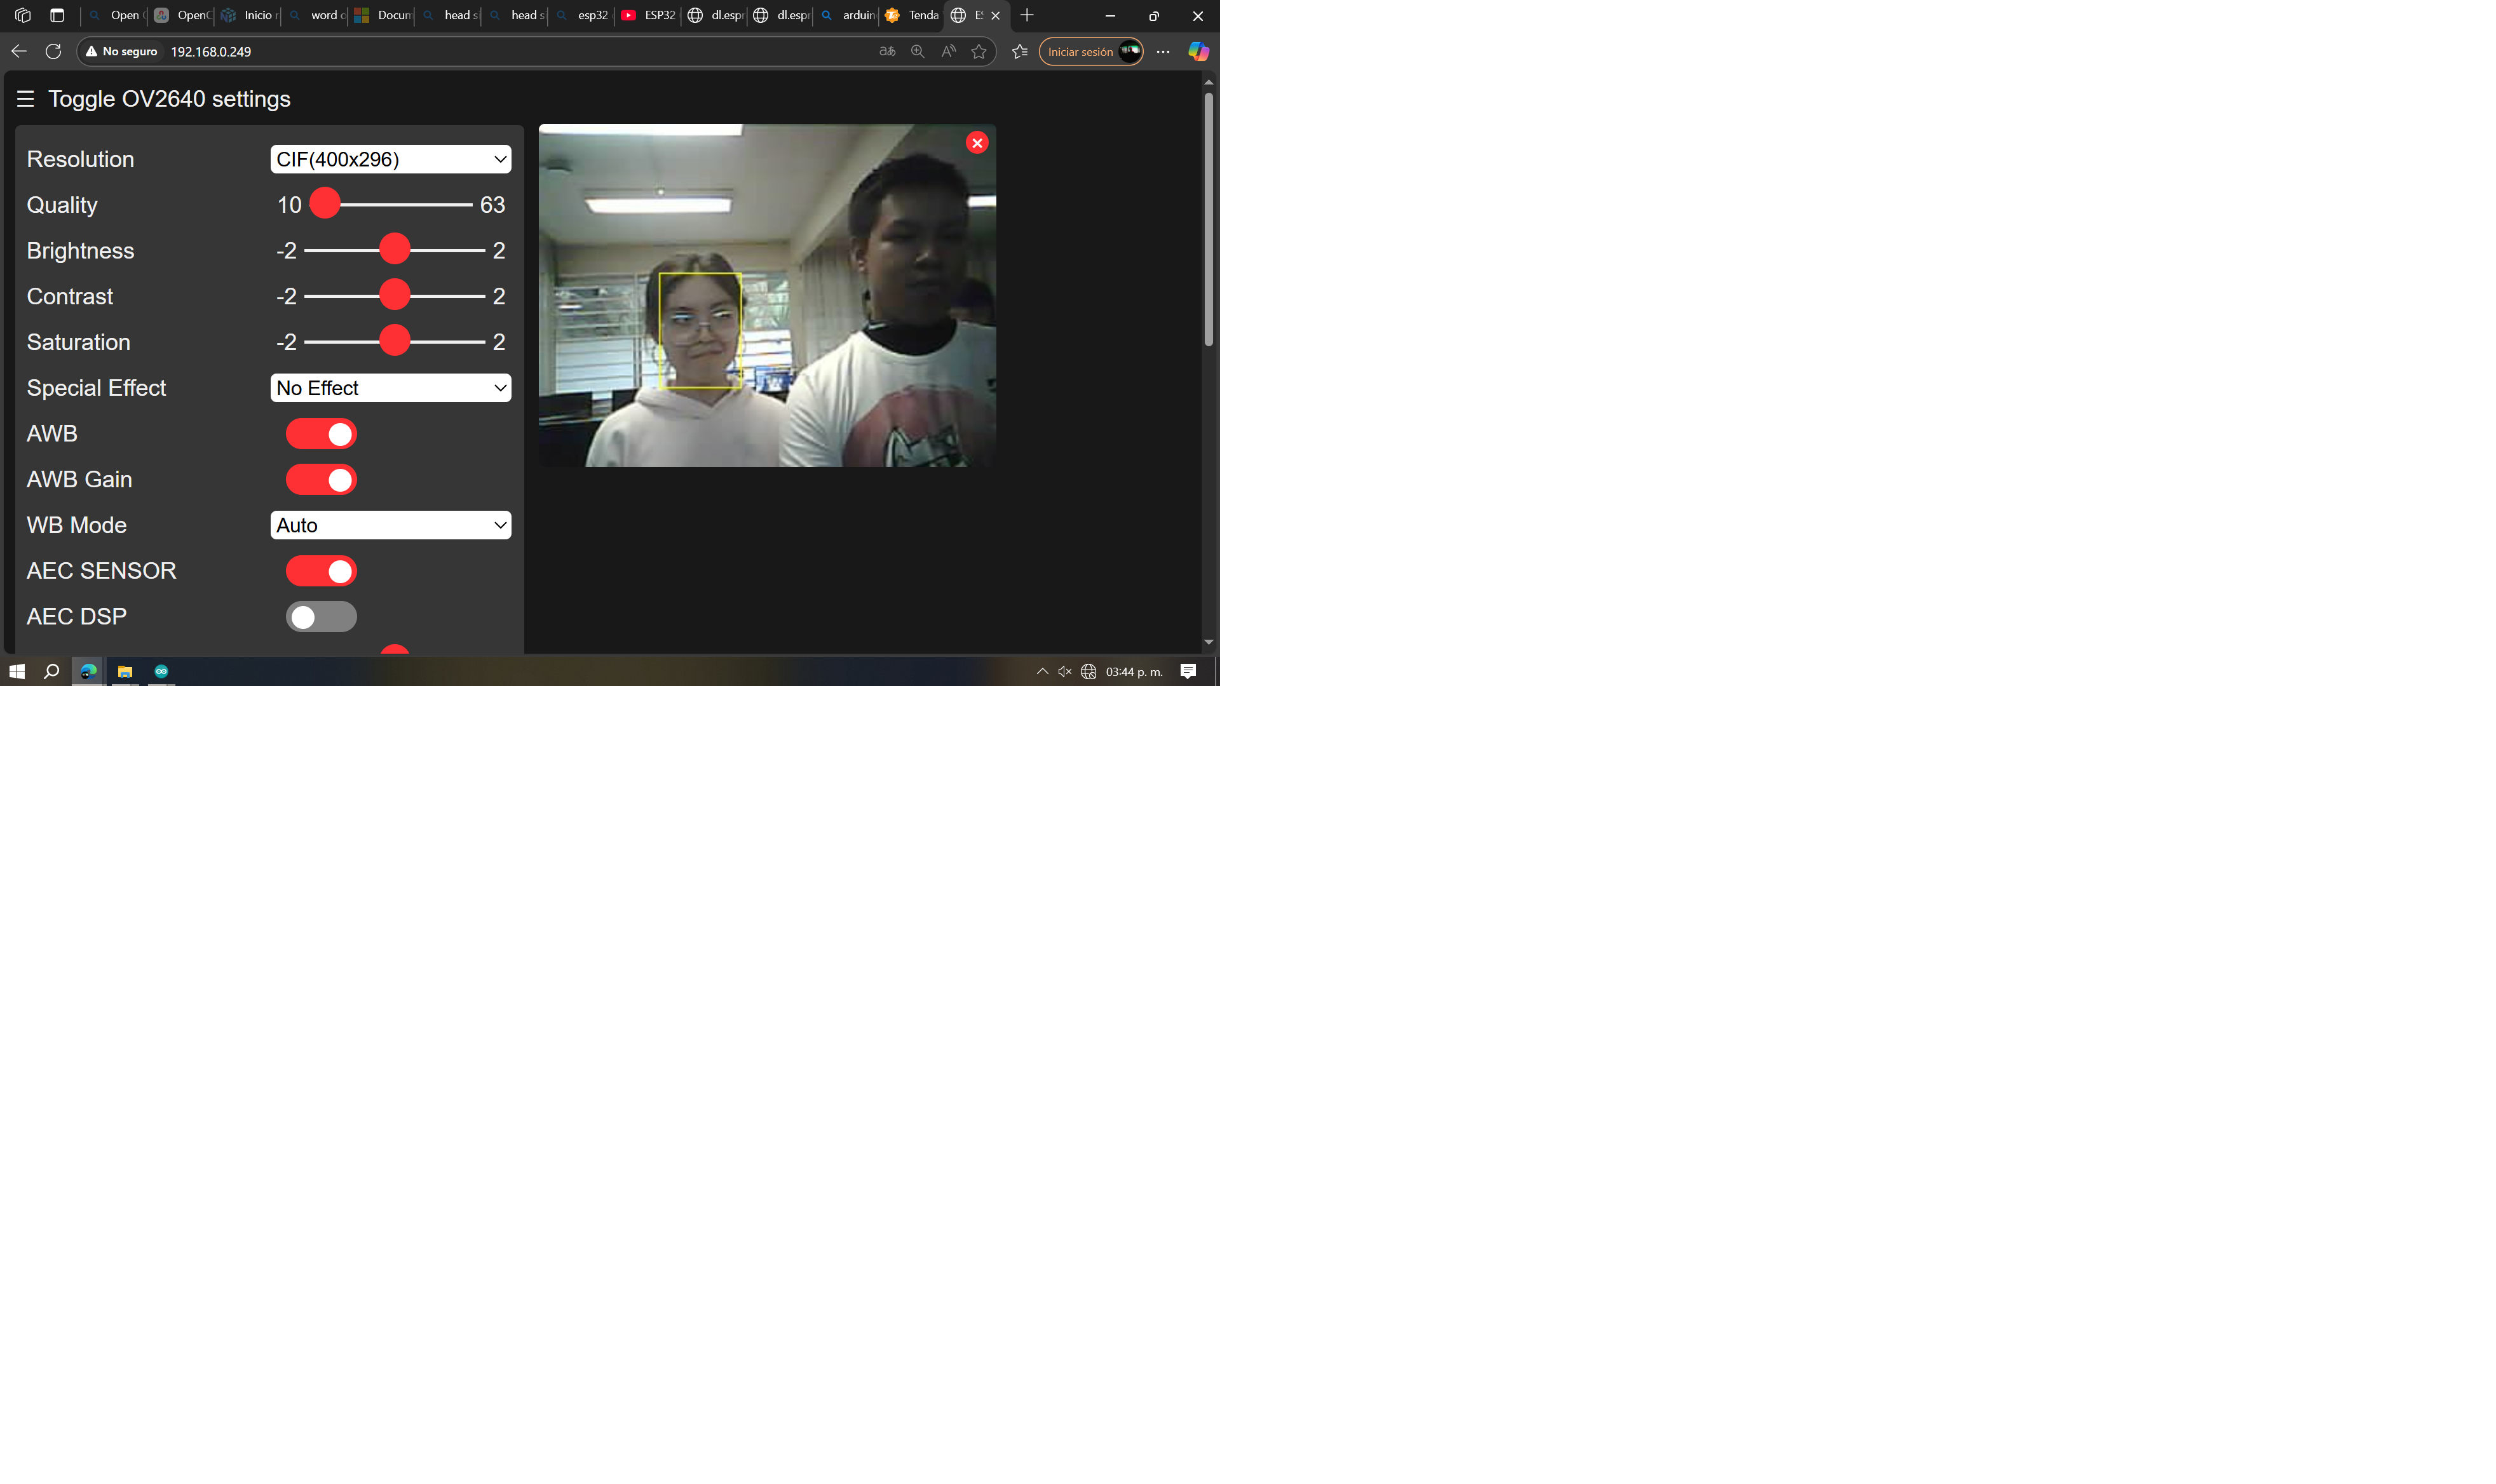 Open
OpenC
Inicio
word
Docum
head s
head s
esp32
ESP32
dl.espr
dl.espr
arduin
Tenda
No seguro
192.168.0.249
Iniciar sesión
☰ Toggle OV2640 settings
Resolution CIF(400x296)
Quality 10 63
Brightness -2 2
Contrast -2 2
Saturation -2 2
Special Effect No Effect
AWB
AWB Gain
WB Mode Auto
AEC SENSOR
AEC DSP
03:44 p. m.